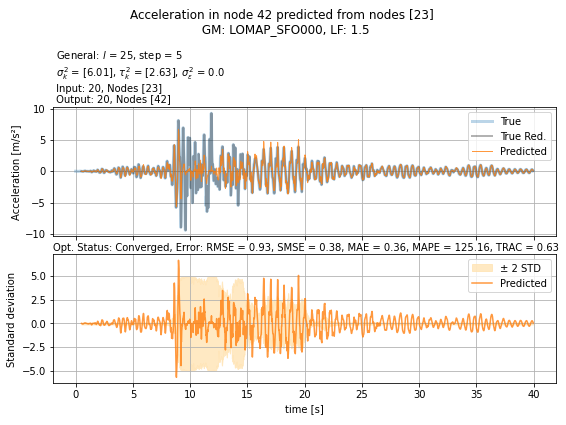 Acceleration in node 42 predicted from nodes [23]
GM: LOMAP_SFO000, LF: 1.5
General: l = 25, step = 5
σ²ₖ = [6.01], τ²ₖ = [2.63], σ²ε = 0.0
Input: 20, Nodes [23]
Output: 20, Nodes [42]
Acceleration [m/s²]
10
5
0
−5
−10
True
True Red.
Predicted
Opt. Status: Converged, Error: RMSE = 0.93, SMSE = 0.38, MAE = 0.36, MAPE = 125.16, TRAC = 0.63
Standard deviation
5.0
2.5
0.0
−2.5
−5.0
± 2 STD
Predicted
0 5 10 15 20 25 30 35 40
time [s]